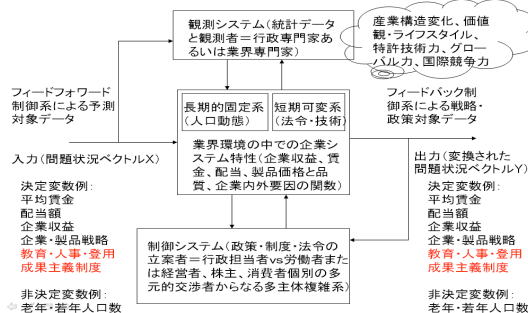 観測システム(統計データ
と観測者＝行政専門家あ
るいは業界専門家)
産業構造変化、価値
観・ライフスタイル、
特許技術力、グロー
バル力、国際競争力
フィードフォワード
制御系による予測
対象データ
長期的固定系
(人口動態)
短期可変系
(法令・技術)
フィードバック制
御系による戦略・
政策対象データ
業界環境の中での企業シ
ステム特性(企業収益、賃
金、配当、製品価格と品
質、企業内外要因の関数)
入力(問題状況ベクトルX)
出力(変換された
問題状況ベクトルY)
決定変数例:
平均賃金
配当額
企業収益
企業・製品戦略
教育・人事・登用
成果主義制度
非決定変数例:
老年・若年人口数
制御システム(政策・制度・法令の
立案者＝行政担当者vs労働者また
は経営者、株主、消費者個別の多
元的交渉者からなる多主体複雑系)
決定変数例:
平均賃金
配当額
企業収益
企業・製品戦略
教育・人事・登用
成果主義制度
非決定変数例:
老年・若年人口数